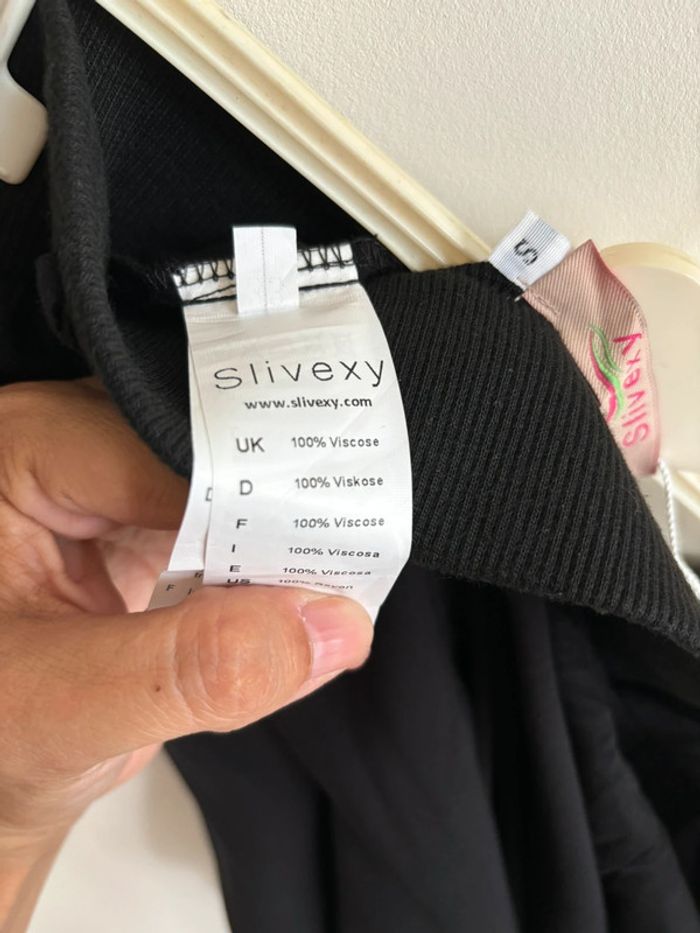 Slivexy
www.slivexy.com
UK 100% Viscose
D 100% Viskose
F 100% Viscose
I 100% Viscosa
E 100% Viscosa
US 100% Rayon
F
S
Slivexy